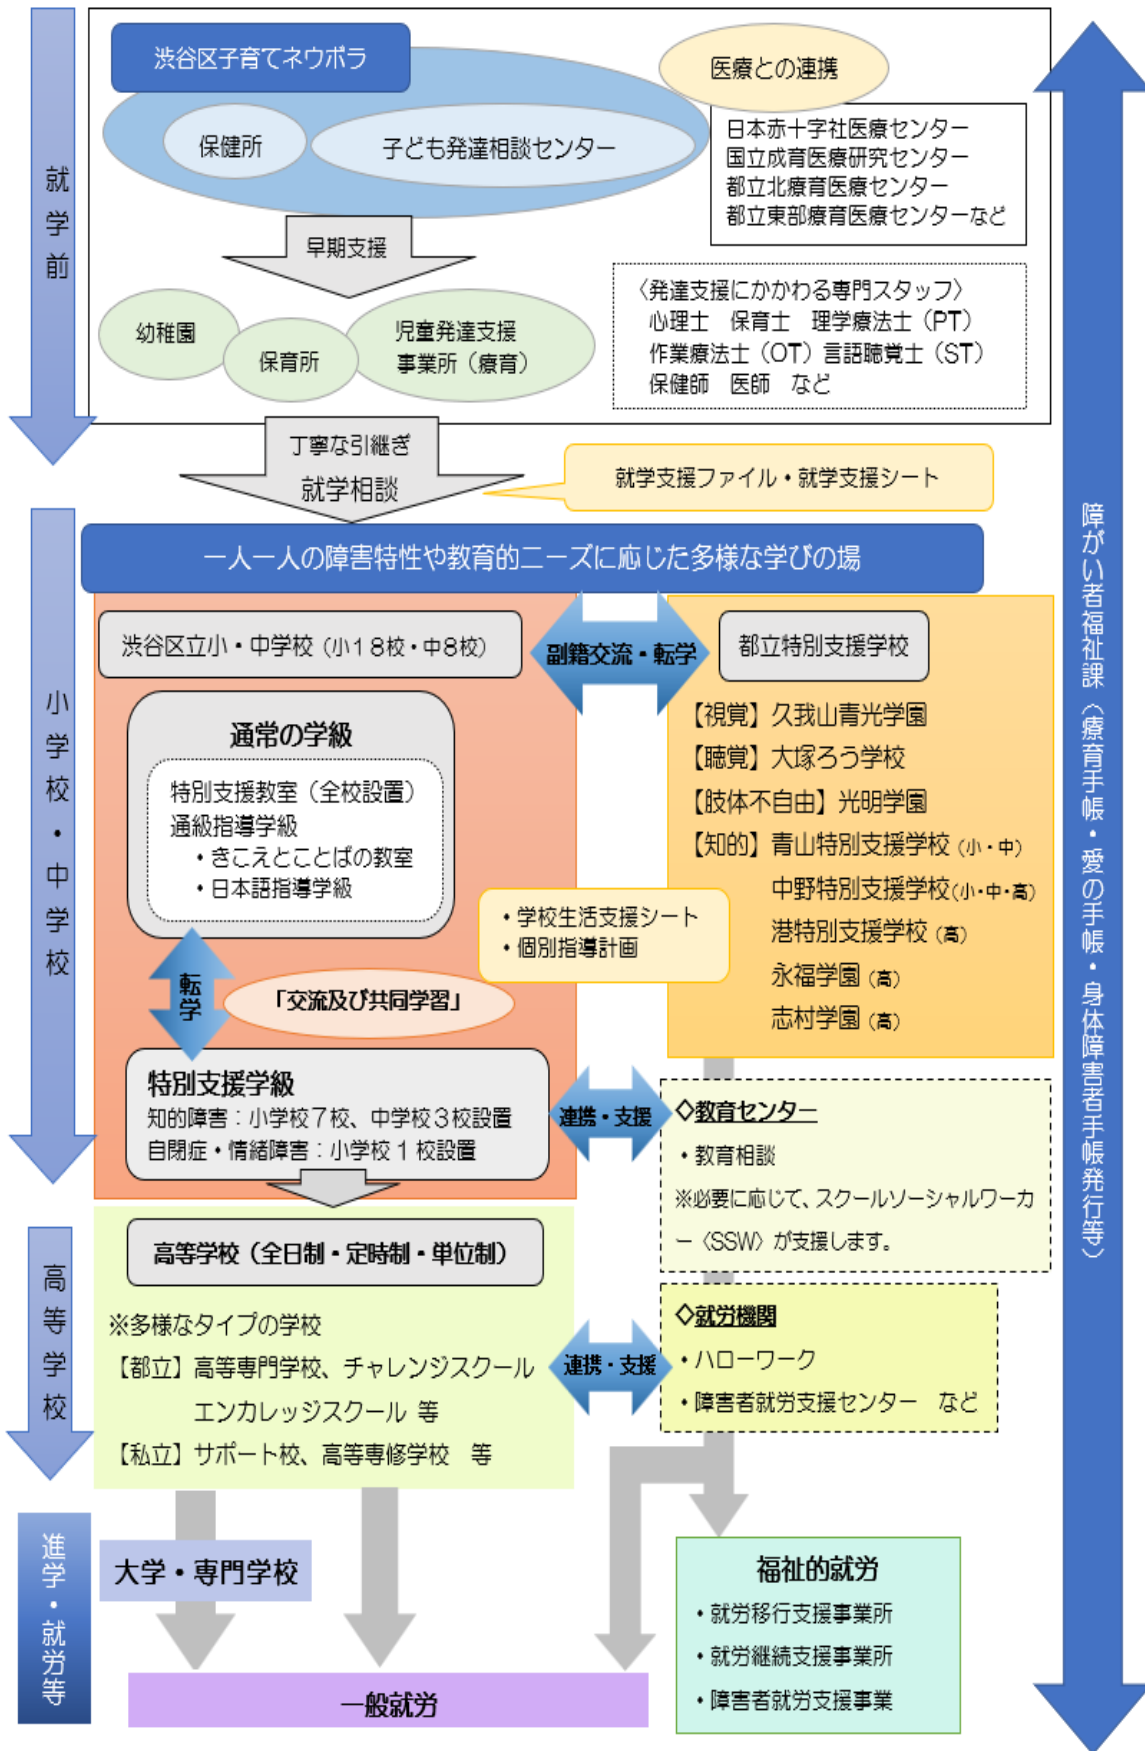 就学前
渋谷区子育てネウボラ
保健所
子ども発達相談センター
医療との連携
日本赤十字社医療センター
国立成育医療研究センター
都立北療育医療センター
都立東部療育医療センターなど
早期支援
幼稚園
保育所
児童発達支援
事業所（療育）
〈発達支援にかかわる専門スタッフ〉
心理士　保育士　理学療法士（PT）
作業療法士（OT）言語聴覚士（ST）
保健師　医師　など
丁寧な引継ぎ
就学相談
就学支援ファイル・就学支援シート
小学校・中学校
一人一人の障害特性や教育的ニーズに応じた多様な学びの場
渋谷区立小・中学校（小１８校・中８校）
副籍交流・転学
都立特別支援学校
通常の学級
特別支援教室（全校設置）
通級指導学級
・きこえとことばの教室
・日本語指導学級
【視覚】久我山青光学園
【聴覚】大塚ろう学校
【肢体不自由】光明学園
【知的】青山特別支援学校（小・中）
中野特別支援学校（小・中・高）
港特別支援学校（高）
永福学園（高）
志村学園（高）
・学校生活支援シート
・個別指導計画
転学
「交流及び共同学習」
特別支援学級
知的障害：小学校７校、中学校３校設置
自閉症・情緒障害：小学校１校設置
連携・支援
◇教育センター
・教育相談
※必要に応じて、スクールソーシャルワーカ
ー〈SSW〉が支援します。
高等学校
高等学校（全日制・定時制・単位制）
※多様なタイプの学校
【都立】高等専門学校、チャレンジスクール
エンカレッジスクール 等
【私立】サポート校、高等専修学校　等
連携・支援
◇就労機関
・ハローワーク
・障害者就労支援センター　など
進学・就労等
大学・専門学校
一般就労
福祉的就労
・就労移行支援事業所
・就労継続支援事業所
・障害者就労支援事業
障がい者福祉課（療育手帳・愛の手帳・身体障害者手帳発行等）